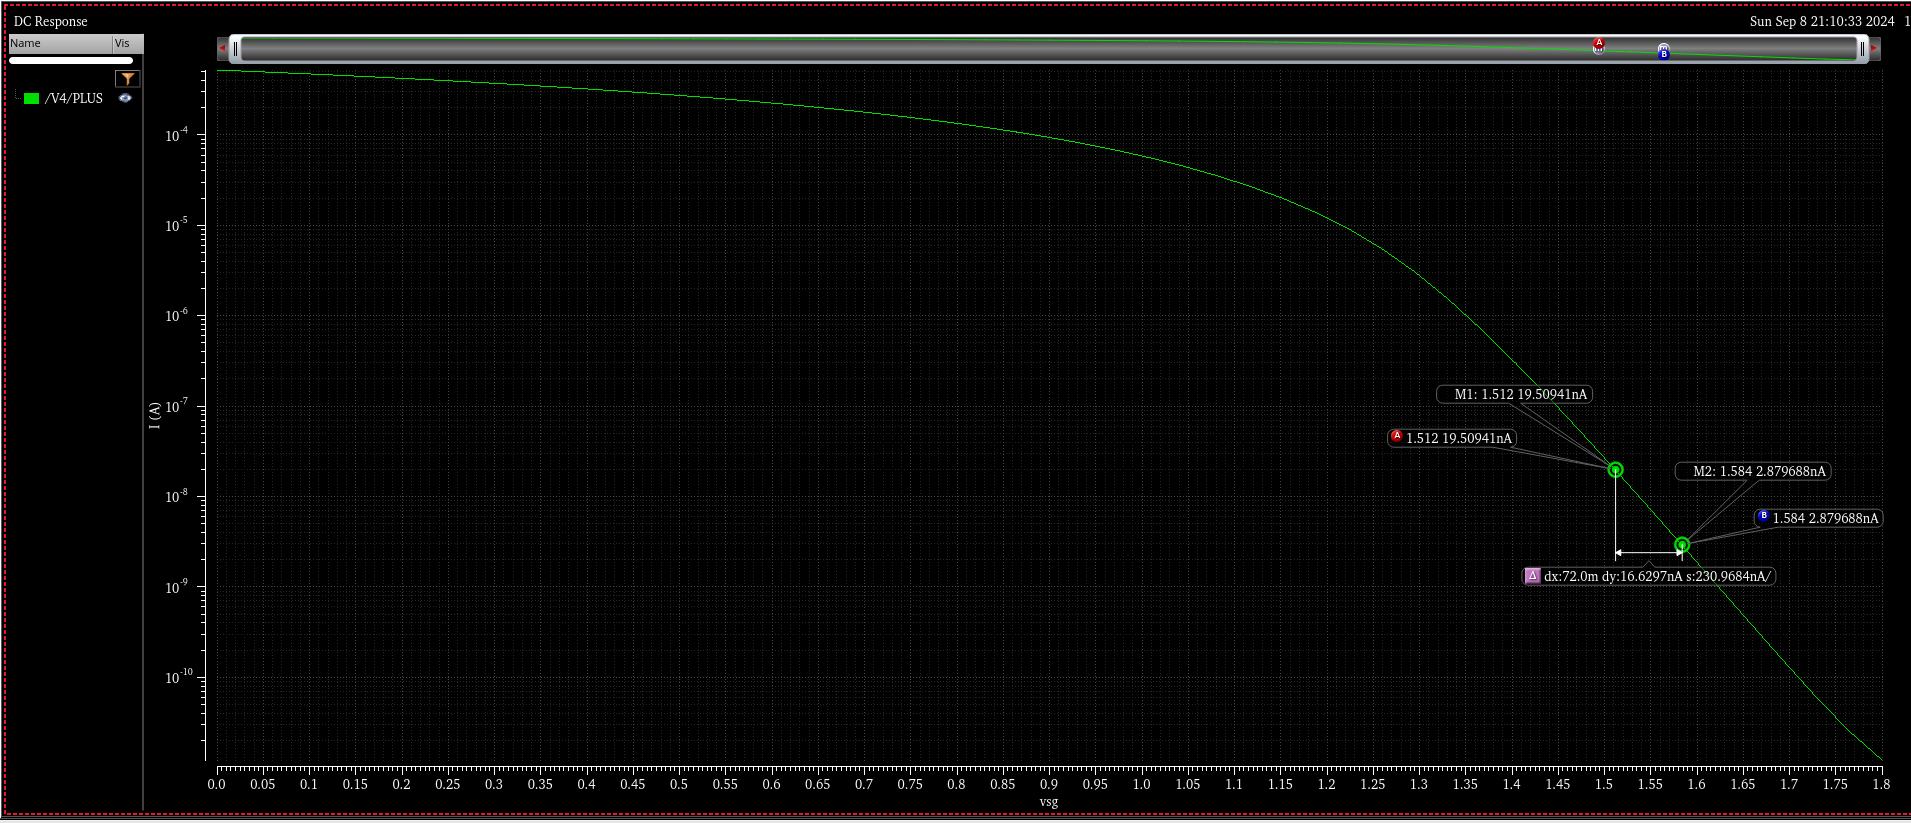 DC Response
Sun Sep 8 21:10:33 2024 1
Name Vis
/V4/PLUS
A
B
I (A)
10-4
10-5
10-6
10-7
10-8
10-9
10-10
M1: 1.512 19.50941nA
A 1.512 19.50941nA
M2: 1.584 2.879688nA
B 1.584 2.879688nA
Δ dx:72.0m dy:16.6297nA s:230.9684nA/
0.0 0.05 0.1 0.15 0.2 0.25 0.3 0.35 0.4 0.45 0.5 0.55 0.6 0.65 0.7 0.75 0.8 0.85 0.9 0.95 1.0 1.05 1.1 1.15 1.2 1.25 1.3 1.35 1.4 1.45 1.5 1.55 1.6 1.65 1.7 1.75 1.8
vsg